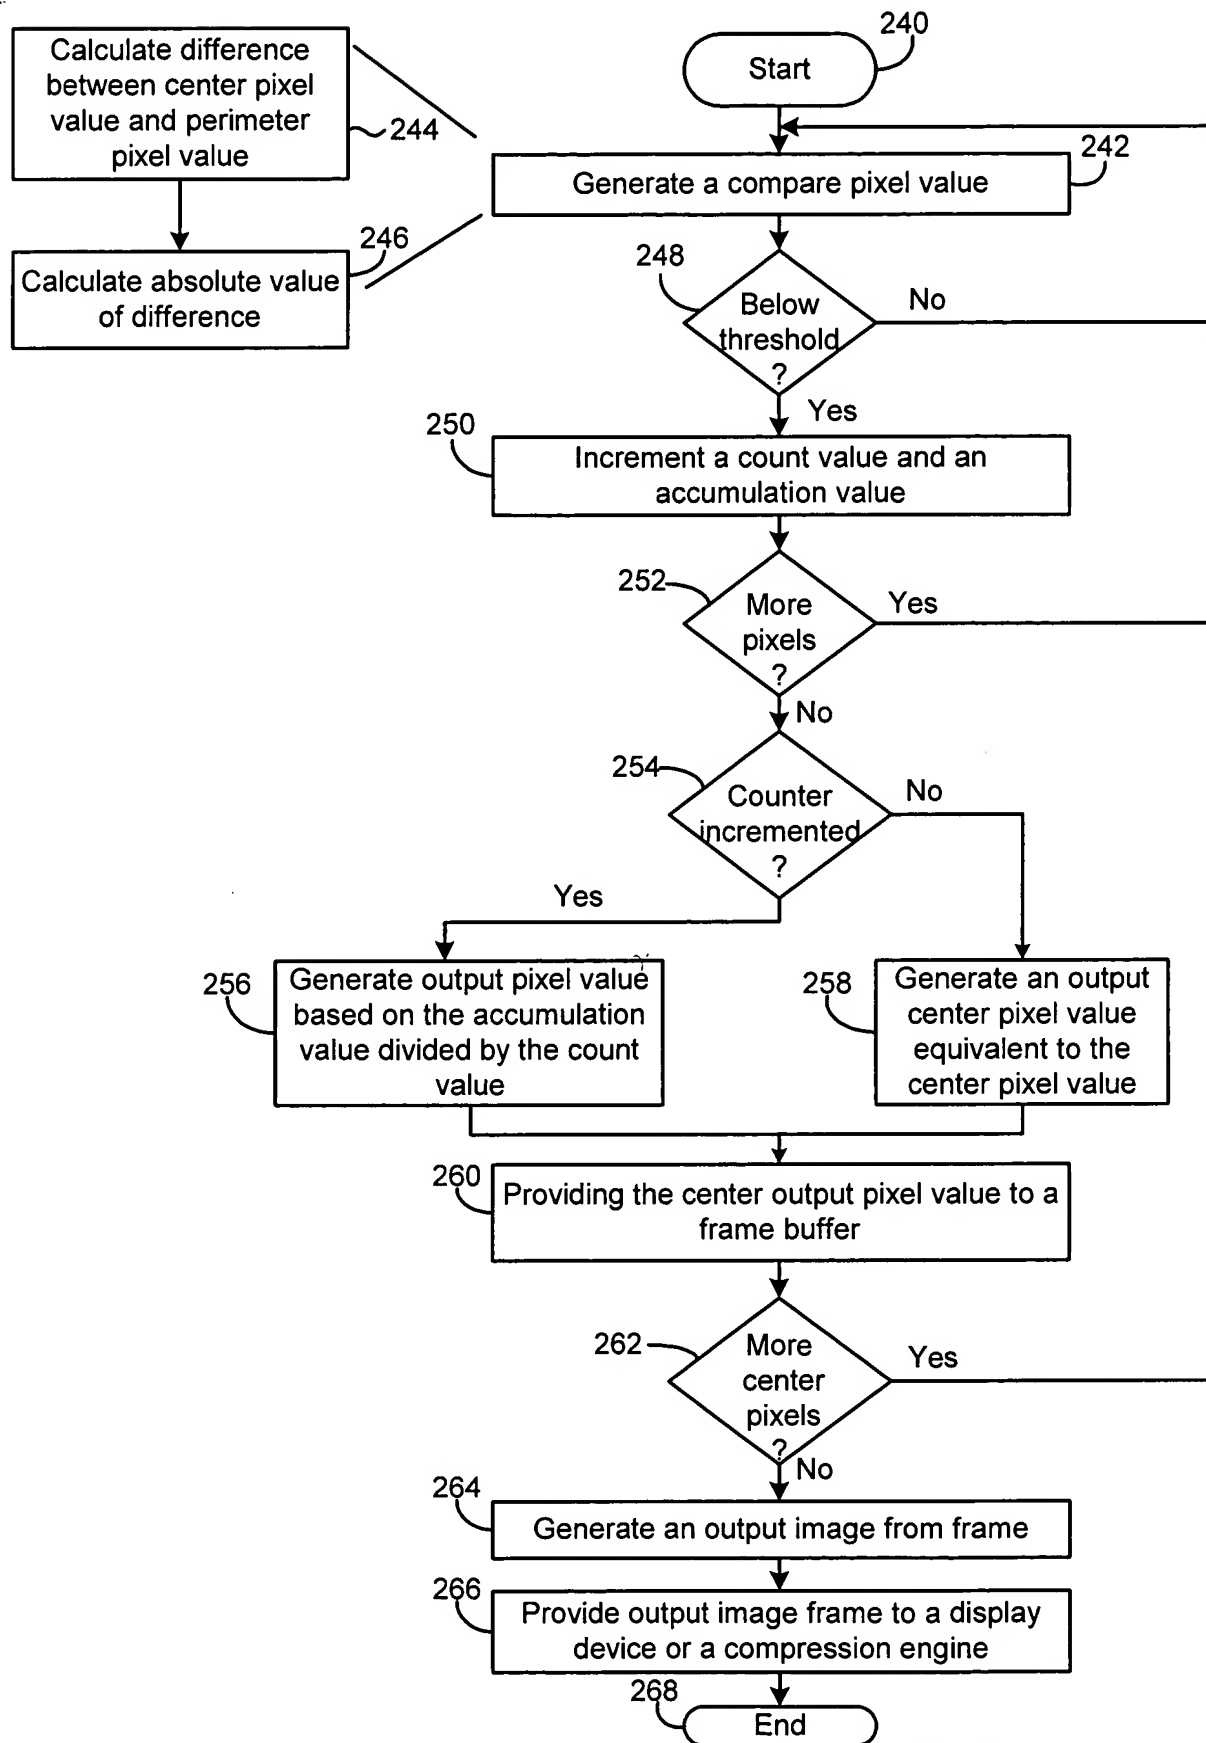 240
Start
Calculate difference
between center pixel
value and perimeter
pixel value
244
242
Generate a compare pixel value
246
Calculate absolute value
of difference
248
Below
threshold
?
No
Yes
250
Increment a count value and an
accumulation value
252
More
pixels
?
Yes
No
254
Counter
incremented
?
No
Yes
256
Generate output pixel value
based on the accumulation
value divided by the count
value
258
Generate an output
center pixel value
equivalent to the
center pixel value
260
Providing the center output pixel value to a
frame buffer
262
More
center
pixels
?
Yes
No
264
Generate an output image from frame
266
Provide output image frame to a display
device or a compression engine
268
End